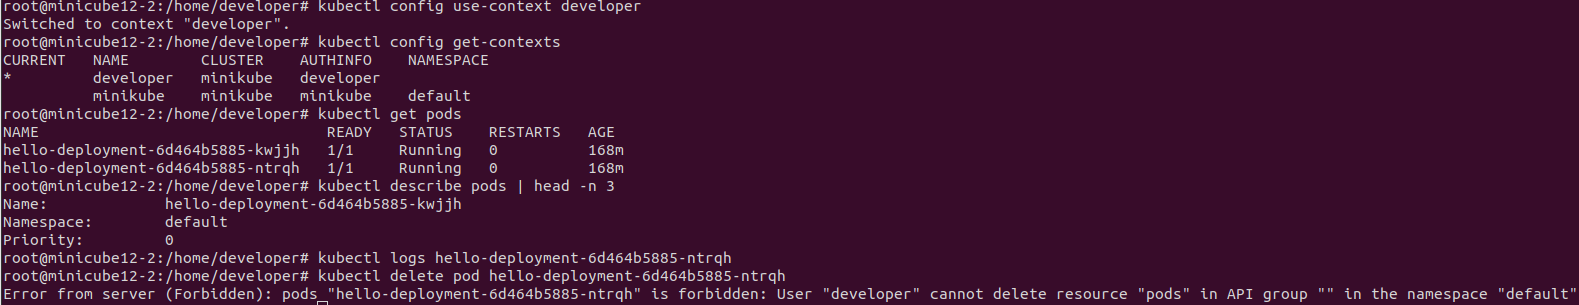 root@minicube12-2:/home/developer# kubectl config use-context developer
Switched to context "developer".
root@minicube12-2:/home/developer# kubectl config get-contexts
CURRENT   NAME        CLUSTER    AUTHINFO    NAMESPACE
*         developer   minikube   developer
          minikube    minikube   minikube    default
root@minicube12-2:/home/developer# kubectl get pods
NAME                                READY   STATUS    RESTARTS   AGE
hello-deployment-6d464b5885-kwjjh   1/1     Running   0          168m
hello-deployment-6d464b5885-ntrqh   1/1     Running   0          168m
root@minicube12-2:/home/developer# kubectl describe pods | head -n 3
Name:             hello-deployment-6d464b5885-kwjjh
Namespace:        default
Priority:         0
root@minicube12-2:/home/developer# kubectl logs hello-deployment-6d464b5885-ntrqh
root@minicube12-2:/home/developer# kubectl delete pod hello-deployment-6d464b5885-ntrqh
Error from server (Forbidden): pods "hello-deployment-6d464b5885-ntrqh" is forbidden: User "developer" cannot delete resource "pods" in API group "" in the namespace "default"